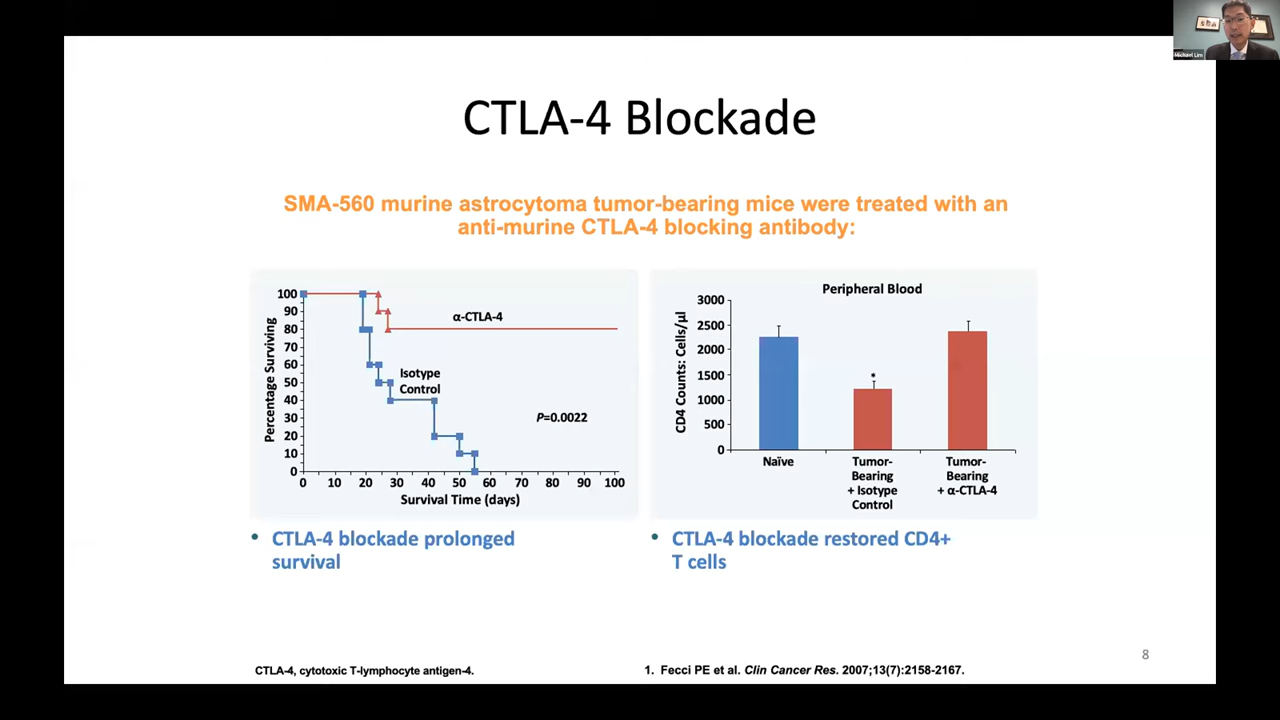 Michael Lim
CTLA-4 Blockade
SMA-560 murine astrocytoma tumor-bearing mice were treated with an
anti-murine CTLA-4 blocking antibody:
100
90
80
70
60
50
40
30
20
10
0
Percentage Surviving
α-CTLA-4
Isotype
Control
P=0.0022
0 10 20 30 40 50 60 70 80 90 100
Survival Time (days)
Peripheral Blood
3000
2500
2000
1500
1000
500
0
CD4 Counts: Cells/µl
*
Naïve
Tumor-
Bearing
+ Isotype
Control
Tumor-
Bearing
+ α-CTLA-4
• CTLA-4 blockade prolonged
survival
• CTLA-4 blockade restored CD4+
T cells
8
CTLA-4, cytotoxic T-lymphocyte antigen-4.
1. Fecci PE et al. Clin Cancer Res. 2007;13(7):2158-2167.